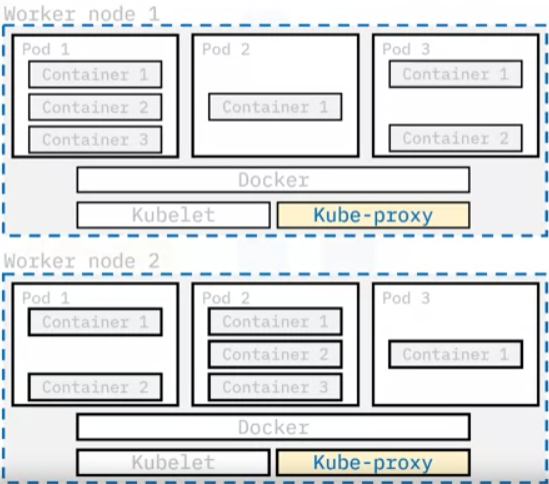 Worker node 1
Pod 1 Pod 2 Pod 3
Container 1 Container 1
Container 2 Container 1
Container 3 Container 2
Docker
Kubelet Kube-proxy
Worker node 2
Pod 1 Pod 2 Pod 3
Container 1 Container 1
Container 2 Container 1
Container 2 Container 3
Docker
Kubelet Kube-proxy